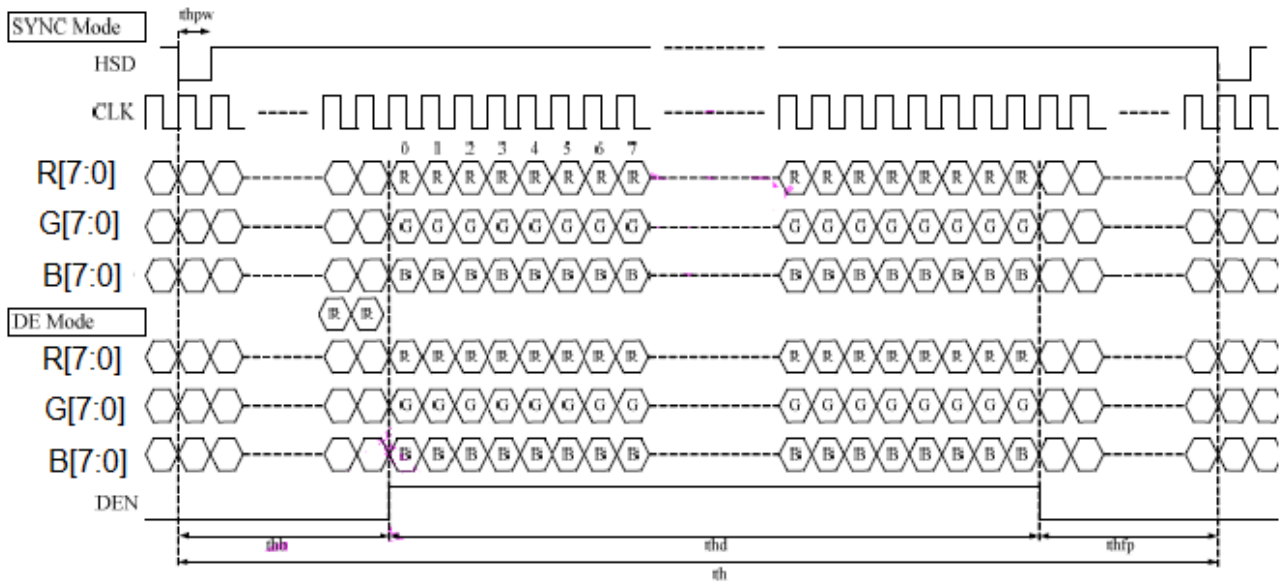 thpw
SYNC Mode
HSD
CLK
0 1 2 3 4 5 6 7
R[7:0] R R R R R R R R R R R R R R R R
G[7:0] G G G G G G G G G G G G G G G G
B[7:0] B B B B B B B B B B B B B B B B
R R
DE Mode
R[7:0] R R R R R R R R R R R R R R R R
G[7:0] G G G G G G G G G G G G G G G G
B[7:0] B B B B B B B B B B B B B B B B
DEN
thb thd thfp
th